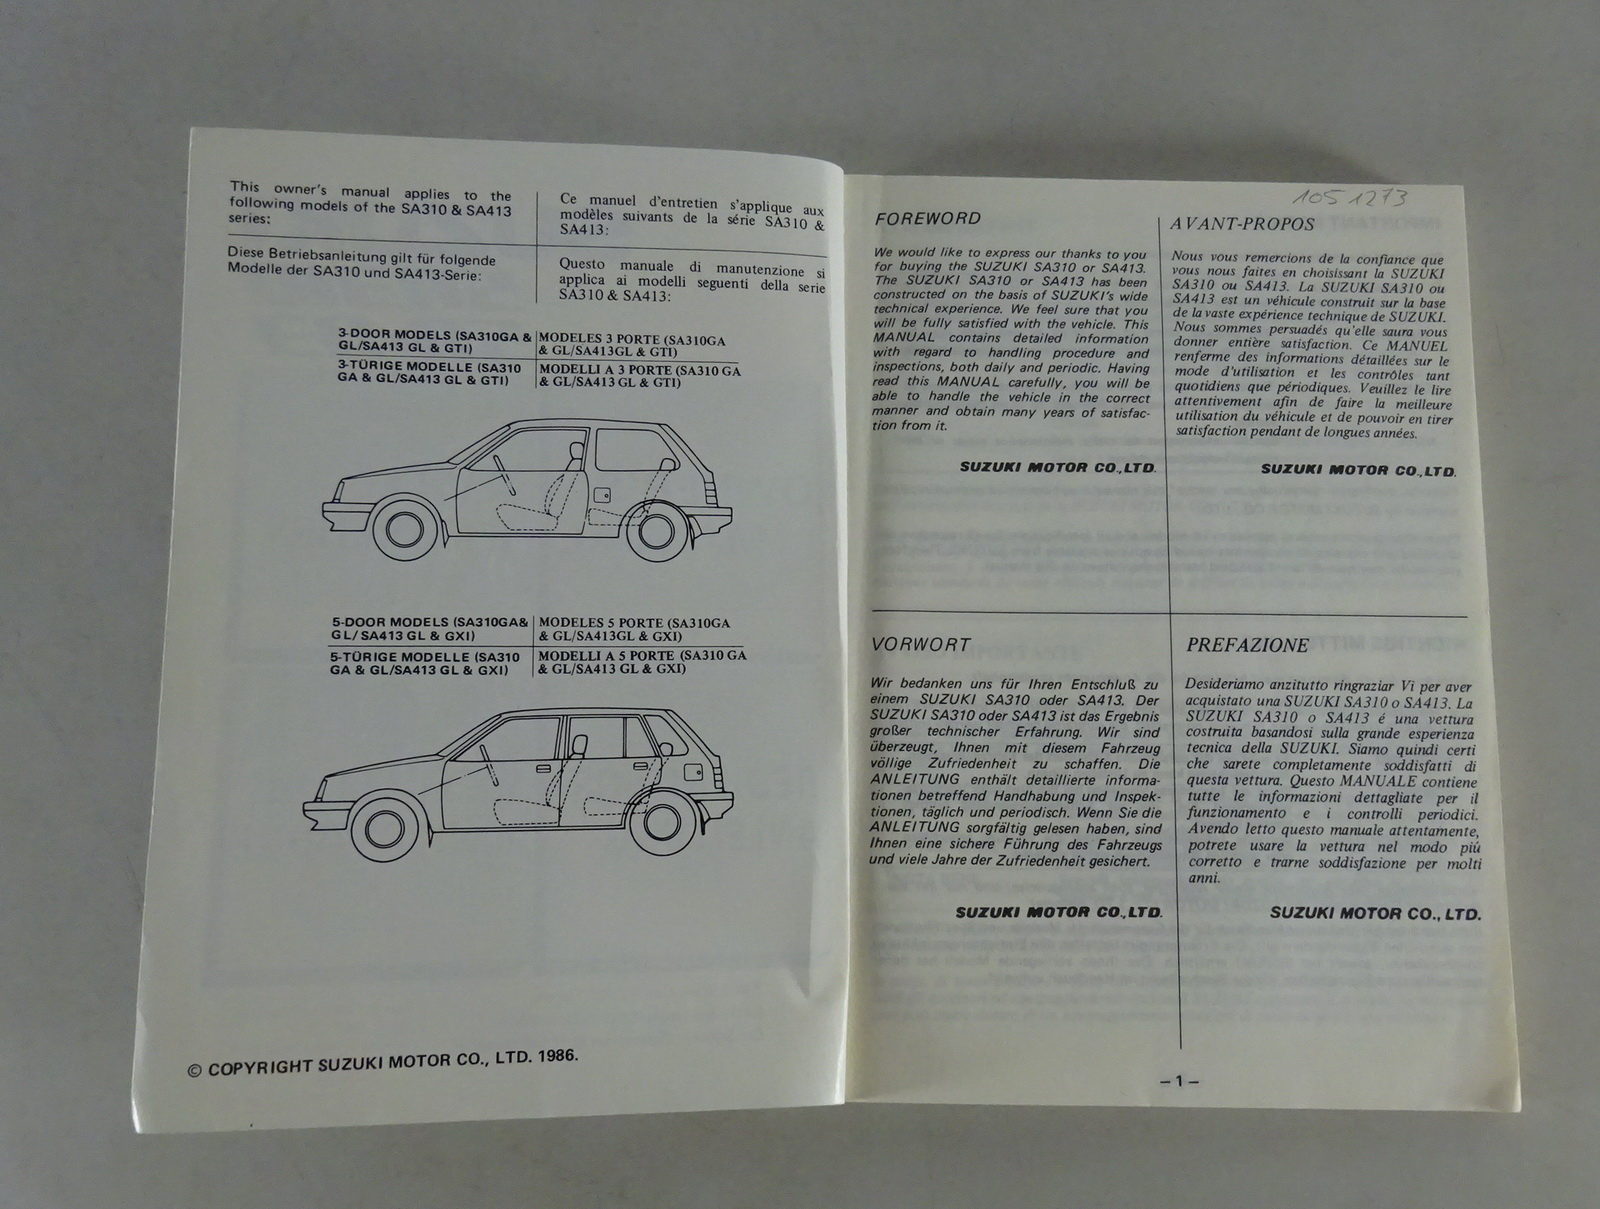 This owner's manual applies to the
following models of the SA310 & SA413
series:
Ce manuel d'entretien s'applique aux
modèles suivants de la série SA310 &
SA413:
Diese Betriebsanleitung gilt für folgende
Modelle der SA310 und SA413-Serie:
Questo manuale di manutenzione si
applica ai modelli seguenti della serie
SA310 & SA413:
3-DOOR MODELS (SA310GA &
GL/SA413 GL & GTI)
MODELES 3 PORTE (SA310GA
& GL/SA413GL & GTI)
3-TÜRIGE MODELLE (SA310
GA & GL/SA413 GL & GTI)
MODELLI A 3 PORTE (SA310 GA
& GL/SA413 GL & GTI)
5-DOOR MODELS (SA310GA&
GL/SA413 GL & GXI)
MODELES 5 PORTE (SA310GA
& GL/SA413GL & GXI)
5-TÜRIGE MODELLE (SA310
GA & GL/SA413 GL & GXI)
MODELLI A 5 PORTE (SA310 GA
& GL/SA413 GL & GXI)
© COPYRIGHT SUZUKI MOTOR CO., LTD. 1986.
1051273
FOREWORD
We would like to express our thanks to you
for buying the SUZUKI SA310 or SA413.
The SUZUKI SA310 or SA413 has been
constructed on the basis of SUZUKI's wide
technical experience. We feel sure that you
will be fully satisfied with the vehicle. This
MANUAL contains detailed information
with regard to handling procedure and
inspections, both daily and periodic. Having
read this MANUAL carefully, you will be
able to handle the vehicle in the correct
manner and obtain many years of satisfac-
tion from it.
SUZUKI MOTOR CO.,LTD.
AVANT-PROPOS
Nous vous remercions de la confiance que
vous nous faites en choisissant la SUZUKI
SA310 ou SA413. La SUZUKI SA310 ou
SA413 est un véhicule construit sur la base
de la vaste expérience technique de SUZUKI.
Nous sommes persuadés qu'elle saura vous
donner entière satisfaction. Ce MANUEL
renferme des informations détaillées sur le
mode d'utilisation et les contrôles tant
quotidiens que périodiques. Veuillez le lire
attentivement afin de faire la meilleure
utilisation du véhicule et de pouvoir en tirer
satisfaction pendant de longues années.
SUZUKI MOTOR CO.,LTD.
VORWORT
Wir bedanken uns für Ihren Entschluß zu
einem SUZUKI SA310 oder SA413. Der
SUZUKI SA310 oder SA413 ist das Ergebnis
großer technischer Erfahrung. Wir sind
überzeugt, Ihnen mit diesem Fahrzeug
völlige Zufriedenheit zu schaffen. Die
ANLEITUNG enthält detaillierte informa-
tionen betreffend Handhabung und Inspek-
tionen, täglich und periodisch. Wenn Sie die
ANLEITUNG sorgfältig gelesen haben, sind
Ihnen eine sichere Führung des Fahrzeugs
und viele Jahre der Zufriedenheit gesichert.
SUZUKI MOTOR CO.,LTD.
PREFAZIONE
Desideriamo anzitutto ringraziar Vi per aver
acquistato una SUZUKI SA310 o SA413. La
SUZUKI SA310 o SA413 é una vettura
costruita basandosi sulla grande esperienza
tecnica della SUZUKI. Siamo quindi certi
che sarete completamente soddisfatti di
questa vettura. Questo MANUALE contiene
tutte le informazioni dettagliate per il
funzionamento e i controlli periodici.
Avendo letto questo manuale attentamente,
potrete usare la vettura nel modo piú
corretto e trarne soddisfazione per molti
anni.
SUZUKI MOTOR CO., LTD.
– 1 –